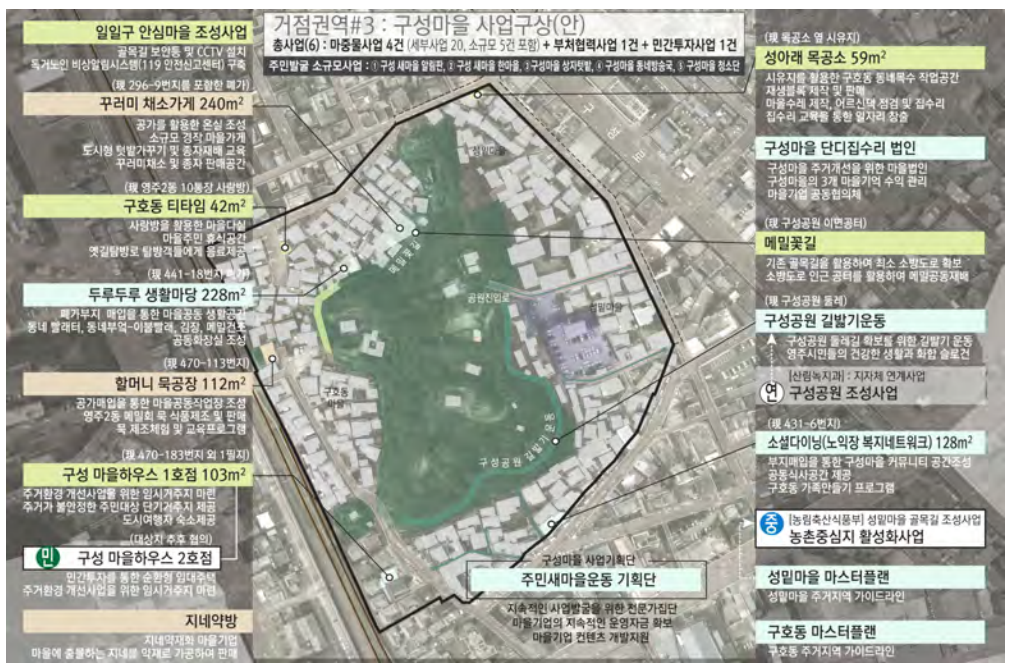 거점권역#3 : 구성마을 사업구상(안)
총사업(6) : 마중물사업 4건 (세부사업 20, 소규모 5건 포함) + 부처협력사업 1건 + 민간투자사업 1건
주민발굴 소규모사업 : ① 구성 새마을 알림판, ② 구성 새마을 한마을, ③ 구성마을 상자텃밭, ④ 구성마을 동네방송국, ⑤ 구성마을 청소단
일일구 안심마을 조성사업
골목길 보안등 및 CCTV 설치
독거노인 비상알림시스템(119 안전신고센터) 구축
(現 296-9번지를 포함한 폐가)
꾸러미 채소가게 240m²
공가를 활용한 온실 조성
소규모 경작 마을가게
도시형 텃밭가꾸기 및 종자재배 교육
꾸러미채소 및 종자 판매공간
(現 영주2동 10통장 사랑방)
구호동 티타임 42m²
사랑방을 활용한 마을다실
마을주민 휴식공간
옛길탐방로 탐방객들에게 음료제공
(現 441-18번지 폐가)
두루두루 생활마당 228m²
폐가부지 매입을 통한 마을공동 생활공간
동네 빨래터, 동네부엌-이불빨래, 김장, 메밀건조
공동화장실 조성
(現 470-113번지)
할머니 묵공장 112m²
공가매입을 통한 마을공동작업장 조성
영주2동 메밀회 묵 식품제조 및 판매
묵 제조체험 및 교육프로그램
(現 470-183번지 외 1필지)
구성 마을하우스 1호점 103m²
주거환경 개선사업을 위한 임시거주지 마련
주거가 불안정한 주민대상 단기거주지 제공
도시여행자 숙소제공
(대상지 추후 협의)
민 구성 마을하우스 2호점
민간투자를 통한 순환형 임대주택
주거환경 개선사업을 위한 임시거주지 마련
지네약방
지네약재화 마을기업
마을에 출몰하는 지네를 약재로 가공하여 판매
성밑마을
메밀꽃길
공원진입로
성밑마을
구호동
마을
구성공원 길밟기운동
구성마을 사업기획단
주민새마을운동 기획단
지속적인 사업발굴을 위한 전문가집단
마을기업의 지속적인 운영자금 확보
마을기업 컨텐츠 개발지원
(現 목공소 옆 시유지)
성아래 목공소 59m²
시유지를 활용한 구호동 동네목수 작업공간
재생블록 제작 및 판매
마을수레 제작, 어르신댁 점검 및 집수리
집수리 교육을 통한 일자리 창출
구성마을 단디집수리 법인
구성마을 주거개선을 위한 마을법인
구성마을의 3개 마을기업 수익 관리
마을기업 공동협의체
(現 구성공원 이면공터)
메밀꽃길
기존 골목길을 활용하여 최소 소방도로 확보
소방도로 인근 공터를 활용하여 메밀공동재배
(現 구성공원 둘레)
구성공원 길밟기운동
구성공원 둘레길 확보를 위한 길밟기 운동
영주시민들의 건강한 생활과 화합 슬로건
[산림녹지과] : 지자체 연계사업
연 구성공원 조성사업
(現 431-6번지)
소셜다이닝(노익장 복지네트워크) 128m²
부지매입을 통한 구성마을 커뮤니티 공간조성
공동식사공간 제공
구호동 가족만들기 프로그램
[농림축산식품부] 성밑마을 골목길 조성사업
중 농촌중심지 활성화사업
성밑마을 마스터플랜
성밑마을 주거지역 가이드라인
구호동 마스터플랜
구호동 주거지역 가이드라인